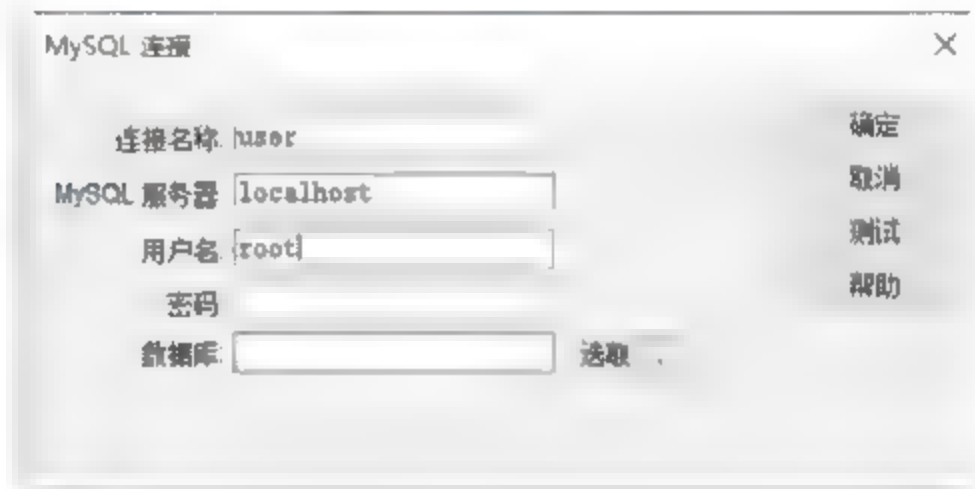 MySQL 连接
连接名称: user
确定
MySQL 服务器 localhost
取消
用户名: root
测试
密码
帮助
数据库: 选取